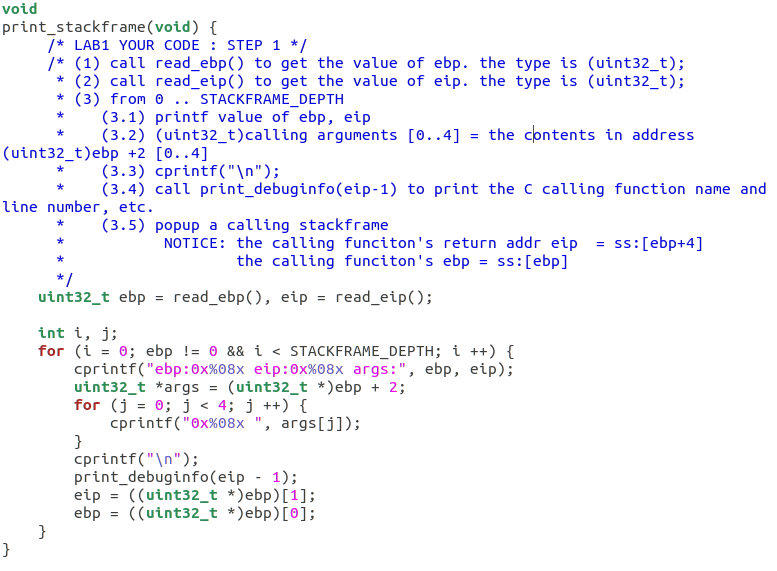 void
print_stackframe(void) {
     /* LAB1 YOUR CODE : STEP 1 */
     /* (1) call read_ebp() to get the value of ebp. the type is (uint32_t);
      * (2) call read_eip() to get the value of eip. the type is (uint32_t);
      * (3) from 0 .. STACKFRAME_DEPTH
      *    (3.1) printf value of ebp, eip
      *    (3.2) (uint32_t)calling arguments [0..4] = the contents in address
(uint32_t)ebp +2 [0..4]
      *    (3.3) cprintf("\n");
      *    (3.4) call print_debuginfo(eip-1) to print the C calling function name and
line number, etc.
      *    (3.5) popup a calling stackframe
      *           NOTICE: the calling funciton's return addr eip  = ss:[ebp+4]
      *                   the calling funciton's ebp = ss:[ebp]
      */
    uint32_t ebp = read_ebp(), eip = read_eip();

    int i, j;
    for (i = 0; ebp != 0 && i < STACKFRAME_DEPTH; i ++) {
        cprintf("ebp:0x%08x eip:0x%08x args:", ebp, eip);
        uint32_t *args = (uint32_t *)ebp + 2;
        for (j = 0; j < 4; j ++) {
            cprintf("0x%08x ", args[j]);
        }
        cprintf("\n");
        print_debuginfo(eip - 1);
        eip = ((uint32_t *)ebp)[1];
        ebp = ((uint32_t *)ebp)[0];
    }
}